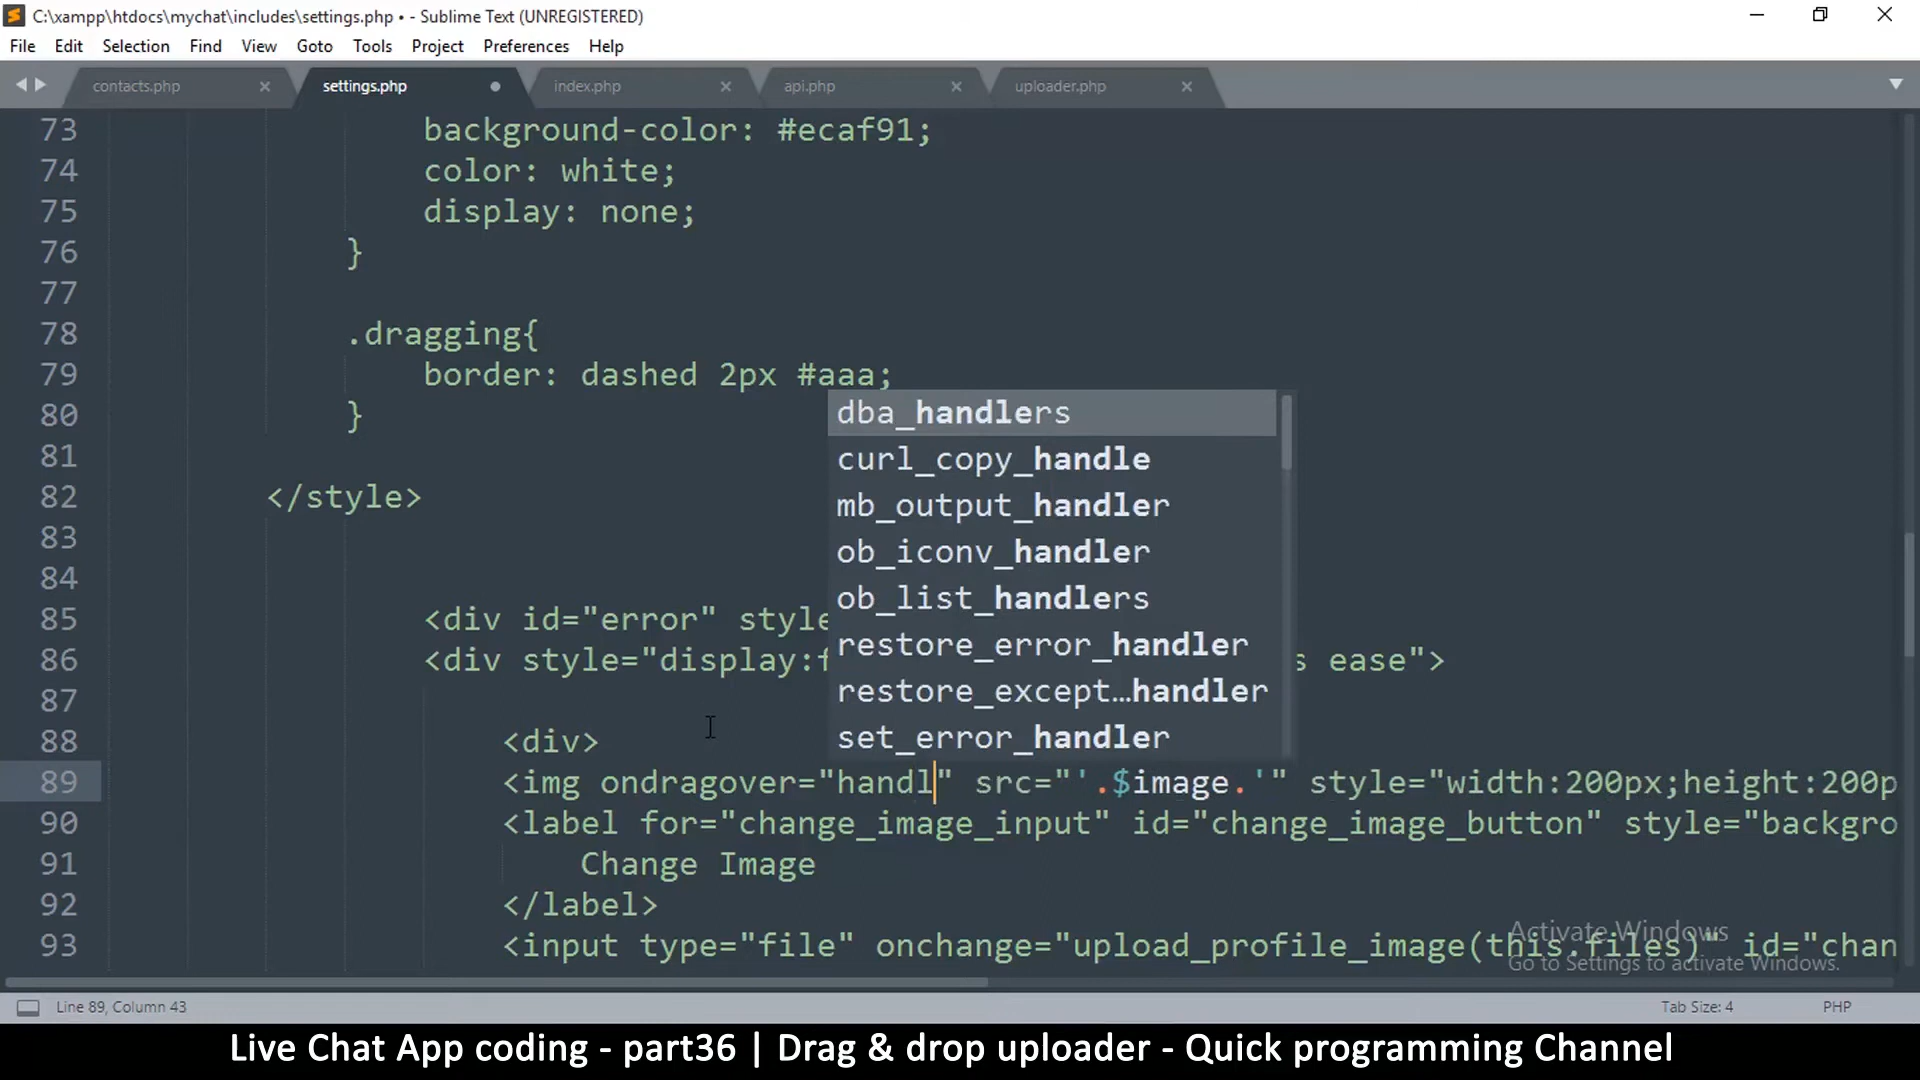 C:\xampp\htdocs\mychat\includes\settings.php • - Sublime Text (UNREGISTERED)
File Edit Selection Find View Goto Tools Project Preferences Help
contacts.php settings.php index.php api.php uploader.php
73 background-color: #ecaf91;
74 color: white;
75 display: none;
76 }
77
78 .dragging{
79 border: dashed 2px #aaa;
80 }
81
82 </style>
83
84
85 <div id="error" style
86 <div style="display:f s ease">
87
88 <div>
89 <img ondragover="handl" src="'.$image.'" style="width:200px;height:200p
90 <label for="change_image_input" id="change_image_button" style="backgro
91 Change Image
92 </label>
93 <input type="file" onchange="upload_profile_image(this.files)" id="chan
dba_handlers
curl_copy_handle
mb_output_handler
ob_iconv_handler
ob_list_handlers
restore_error_handler
restore_except…handler
set_error_handler
Activate Windows
Go to Settings to activate Windows.
Line 89, Column 43 Tab Size: 4 PHP
Live Chat App coding - part36 | Drag & drop uploader - Quick programming Channel